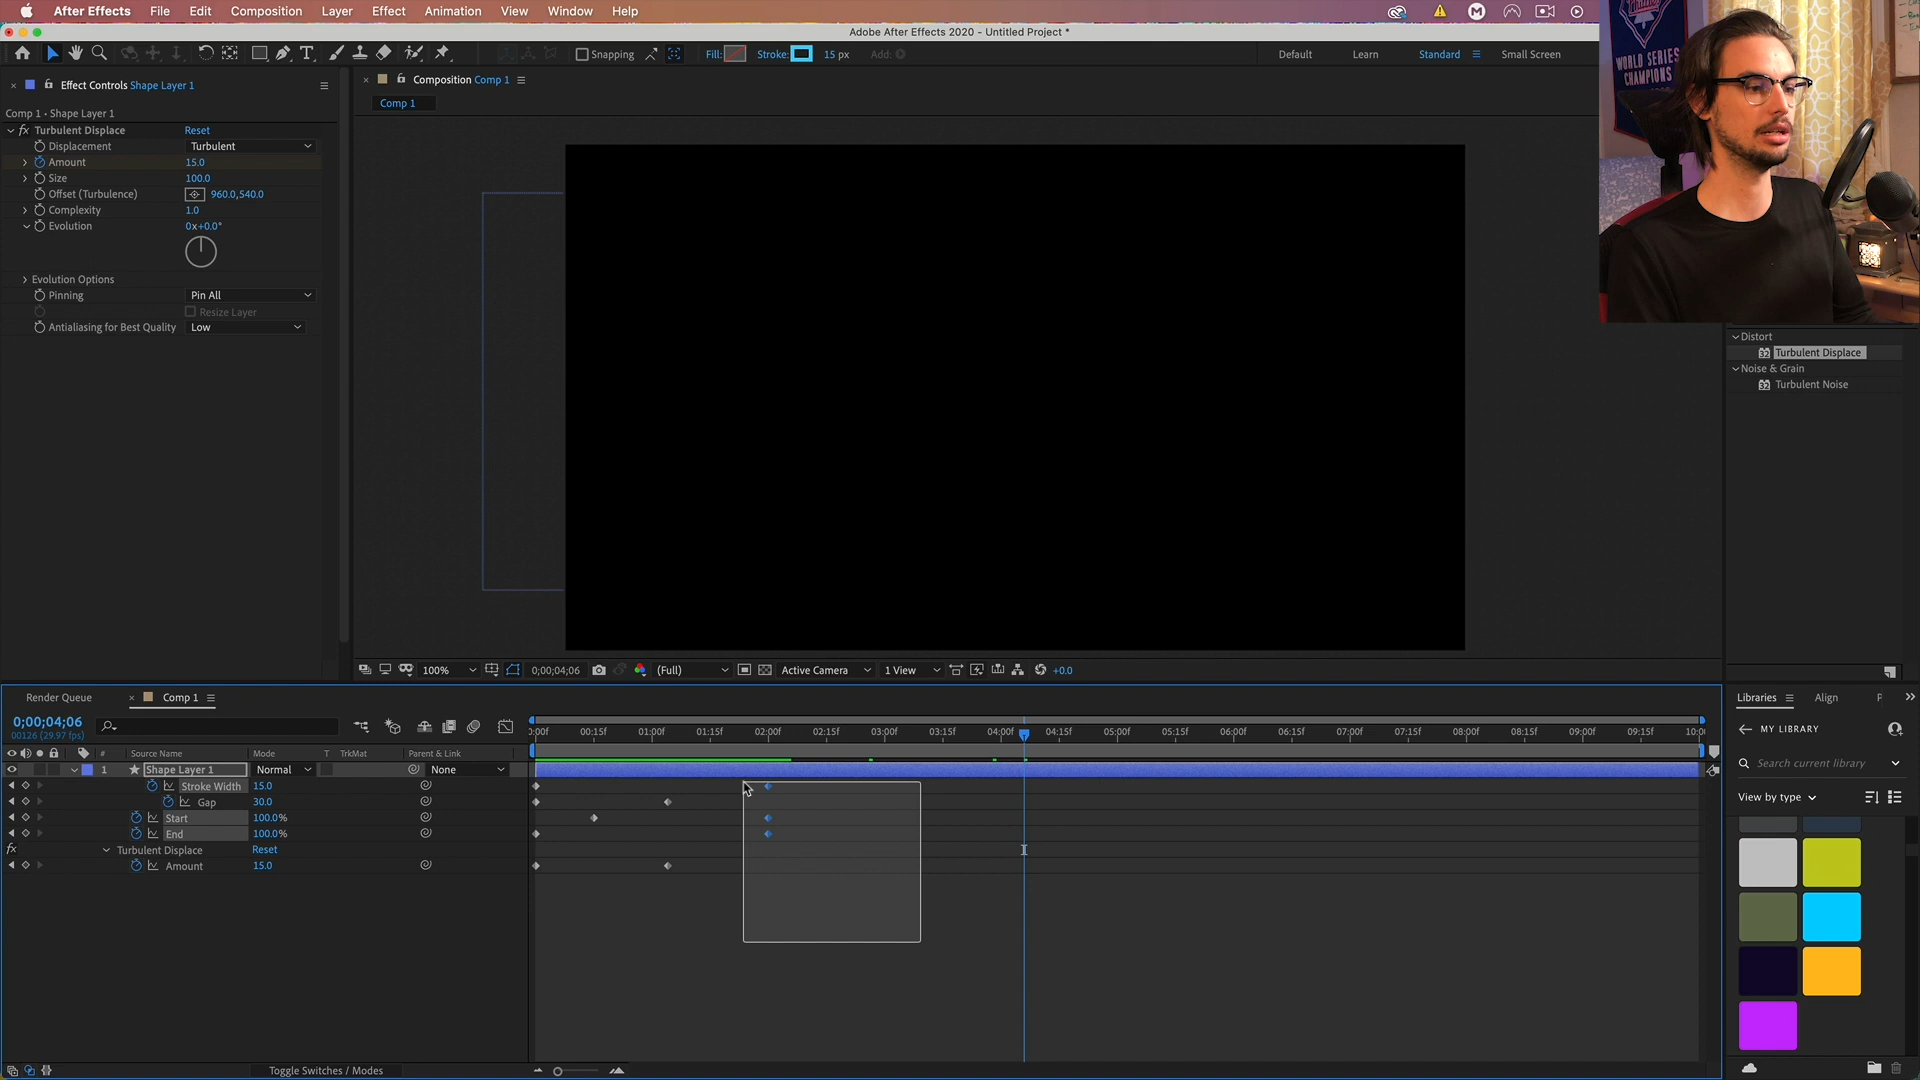 After Effects File Edit Composition Layer Effect Animation View Window Help
Adobe After Effects 2020 - Untitled Project *
Snapping Fill: Stroke: 15 px Add: Default Learn Standard Small Screen
WORLD SERIES
CHAMPIONS
Effect Controls Shape Layer 1
Composition Comp 1
Comp 1
Comp 1 • Shape Layer 1
fx Turbulent Displace Reset
Displacement Turbulent
Amount 15.0
Size 100.0
Offset (Turbulence) 960.0,540.0
Complexity 1.0
Evolution 0x+0.0°
Evolution Options
Pinning Pin All
Resize Layer
Antialiasing for Best Quality Low
Distort
Turbulent Displace
Noise & Grain
Turbulent Noise
100% 0;00;04;06 (Full) Active Camera 1 View +0.0
Render Queue Comp 1
0;00;04;06
00126 (29.97 fps)
:00f 00:15f 01:00f 01:15f 02:00f 02:15f 03:00f 03:15f 04:00f 04:15f 05:00f 05:15f 06:00f 06:15f 07:00f 07:15f 08:00f 08:15f 09:00f 09:15f 10:0
# Source Name Mode T TrkMat Parent & Link
1 Shape Layer 1 Normal None
Stroke Width 15.0
Gap 30.0
Start 100.0%
End 100.0%
fx Turbulent Displace Reset
Amount 15.0
Toggle Switches / Modes
Libraries Align P
MY LIBRARY
Search current library
View by type